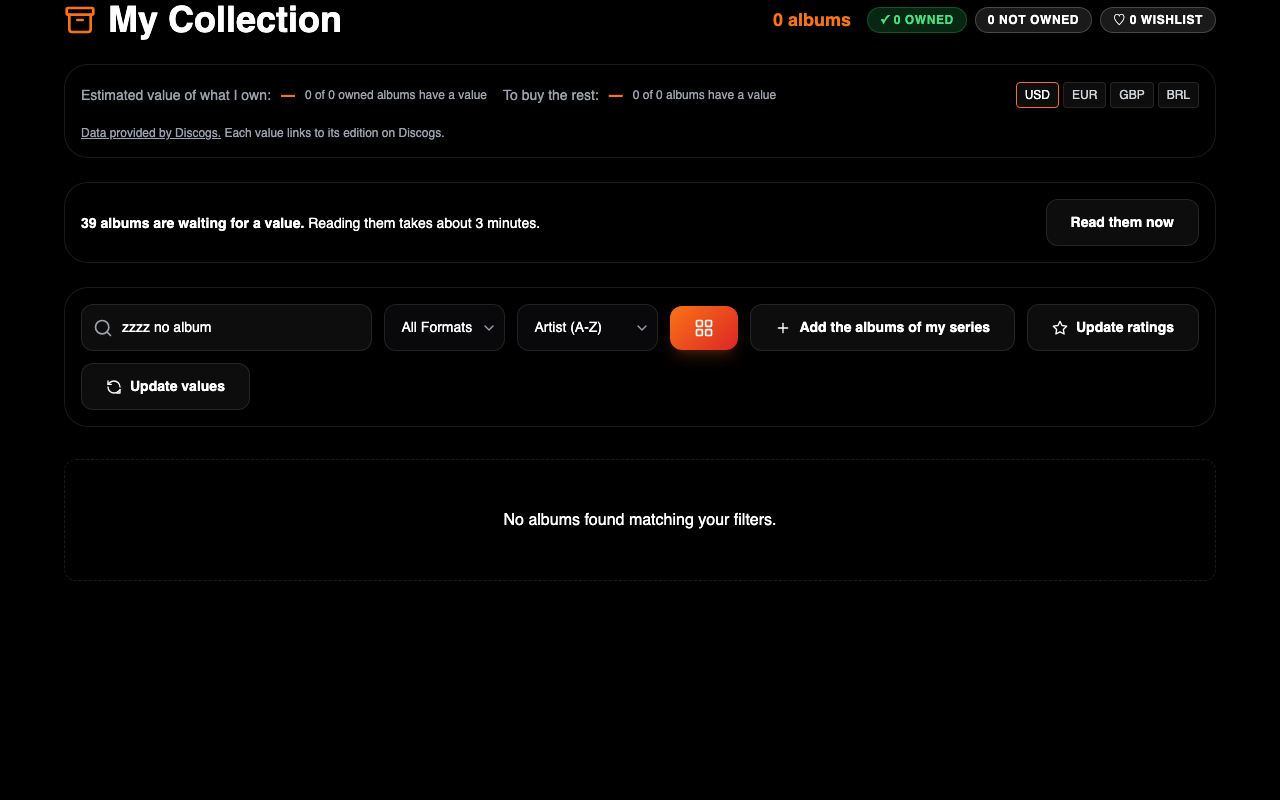 My Collection
0 albums
✓ 0 OWNED
0 NOT OWNED
♡ 0 WISHLIST
Estimated value of what I own: — 0 of 0 owned albums have a value To buy the rest: — 0 of 0 albums have a value
USD EUR GBP BRL
Data provided by Discogs. Each value links to its edition on Discogs.
39 albums are waiting for a value. Reading them takes about 3 minutes.
Read them now
zzzz no album
All Formats
Artist (A-Z)
Add the albums of my series
Update ratings
Update values
No albums found matching your filters.